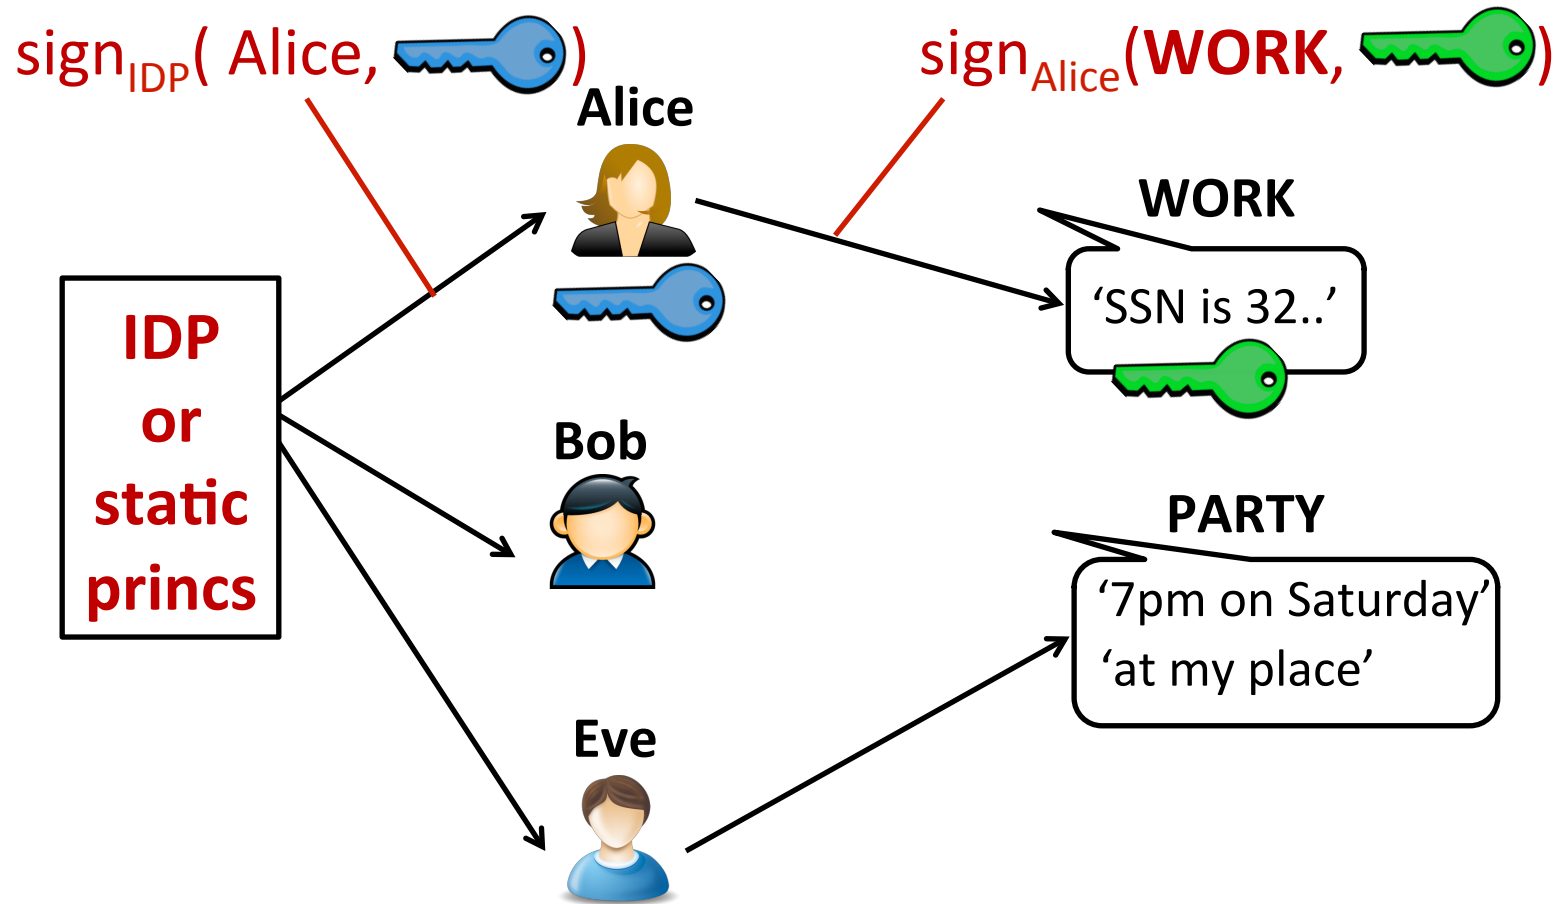 signIDP( Alice, )
signAlice(WORK, )
Alice
WORK
‘SSN is 32..’
IDP
or
static
princs
Bob
PARTY
‘7pm on Saturday’
‘at my place’
Eve